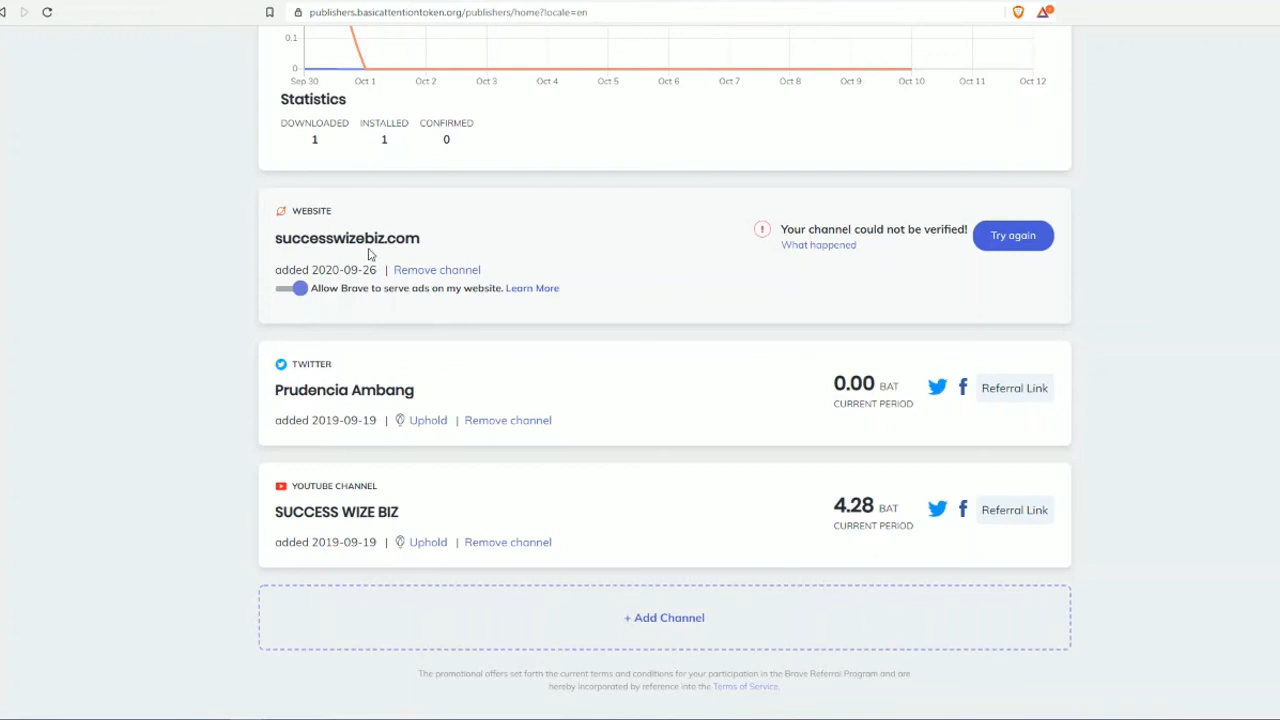 publishers.basicattentiontoken.org/publishers/home?locale=en
0.1
0
Sep 30 Oct 1 Oct 2 Oct 3 Oct 4 Oct 5 Oct 6 Oct 7 Oct 8 Oct 9 Oct 10 Oct 11 Oct 12
Statistics
DOWNLOADED INSTALLED CONFIRMED
1 1 0
WEBSITE
successwizebiz.com
Your channel could not be verified!
What happened
Try again
added 2020-09-26 | Remove channel
Allow Brave to serve ads on my website. Learn More
TWITTER
Prudencia Ambang
0.00 BAT
CURRENT PERIOD
Referral Link
added 2019-09-19 | Uphold | Remove channel
YOUTUBE CHANNEL
SUCCESS WIZE BIZ
4.28 BAT
CURRENT PERIOD
Referral Link
added 2019-09-19 | Uphold | Remove channel
+ Add Channel
The promotional offers set forth the current terms and conditions for your participation in the Brave Referral Program and are
hereby incorporated by reference into the Terms of Service.